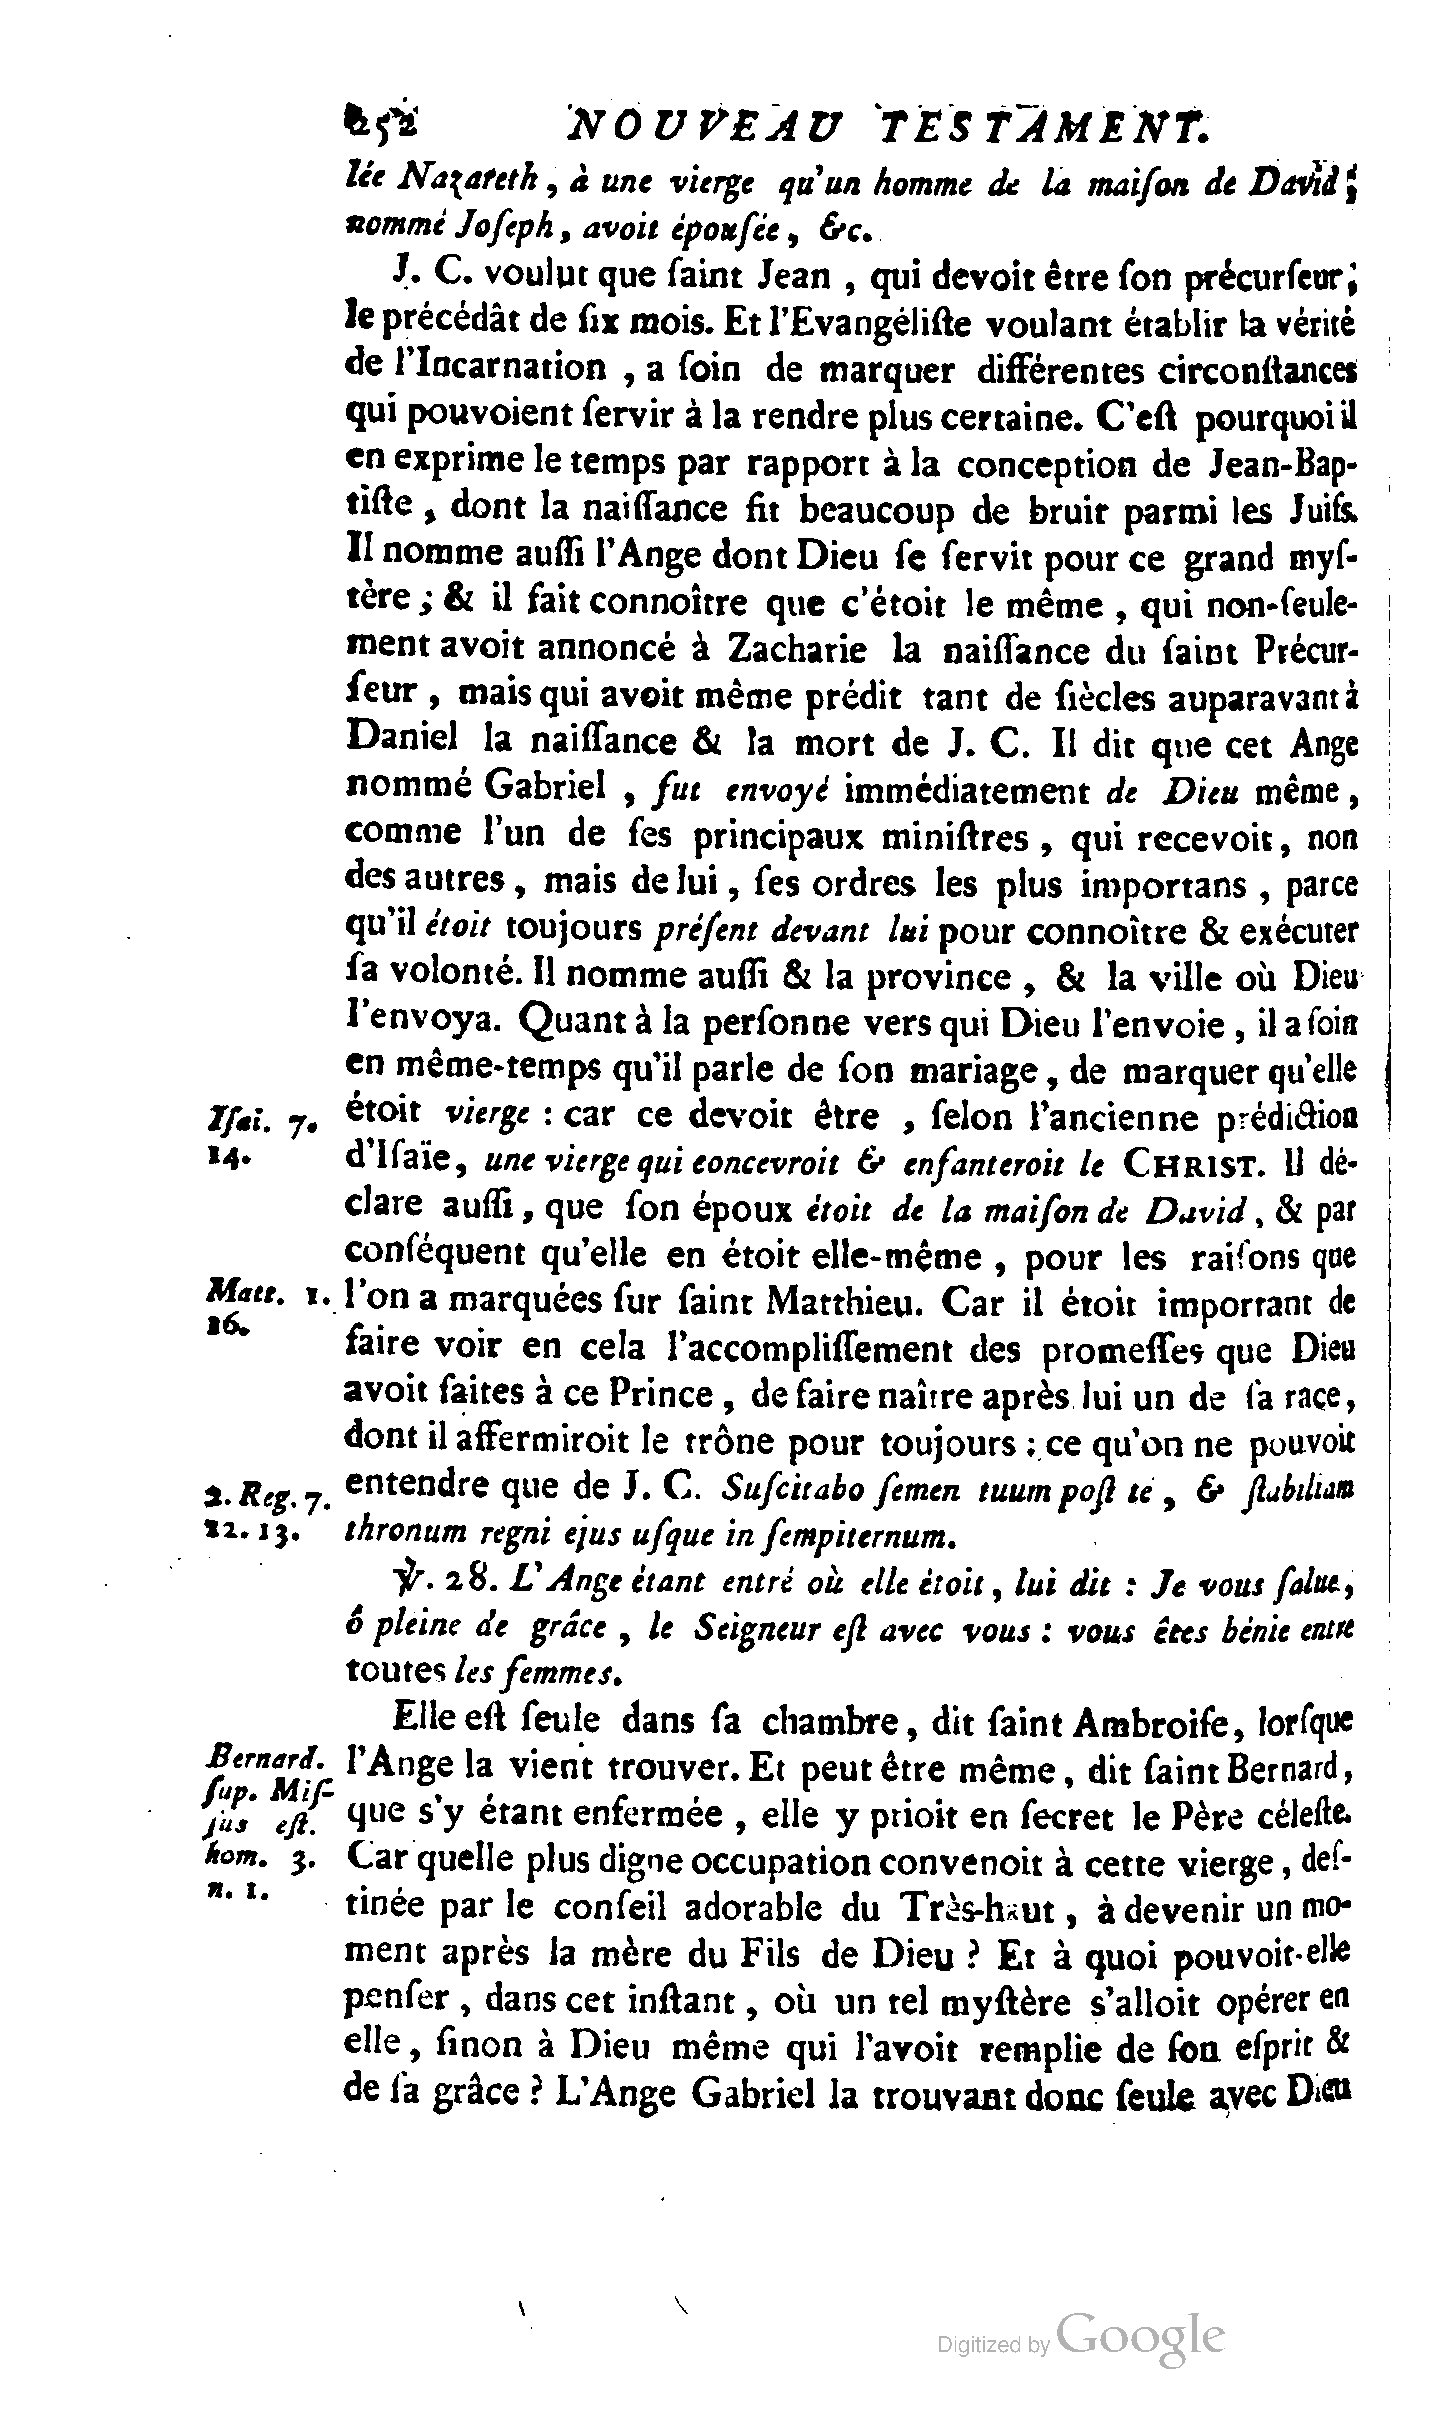 252 NOUVEAU TESTAMENT.
lée Nazareth, à une vierge qu'un homme de la maiſon de David,
nommé Joſeph, avoit épouſée, &c.
J. C. voulut que ſaint Jean, qui devoit être ſon précurſeur,
le précédât de ſix mois. Et l'Evangéliſte voulant établir la vérité
de l'Incarnation, a ſoin de marquer différentes circonſtances
qui pouvoient ſervir à la rendre plus certaine. C'eſt pourquoi il
en exprime le temps par rapport à la conception de Jean-Bap-
tiſte, dont la naiſſance fit beaucoup de bruit parmi les Juifs.
Il nomme auſſi l'Ange dont Dieu ſe ſervit pour ce grand myſ-
tère; & il fait connoître que c'étoit le même, qui non-ſeule-
ment avoit annoncé à Zacharie la naiſſance du ſaint Précur-
ſeur, mais qui avoit même prédit tant de ſiècles auparavant à
Daniel la naiſſance & la mort de J. C. Il dit que cet Ange
nommé Gabriel, fut envoyé immédiatement de Dieu même,
comme l'un de ſes principaux miniſtres, qui recevoit, non
des autres, mais de lui, ſes ordres les plus importans, parce
qu'il étoit toujours préſent devant lui pour connoître & exécuter
ſa volonté. Il nomme auſſi & la province, & la ville où Dieu
l'envoya. Quant à la perſonne vers qui Dieu l'envoie, il a ſoin
en même-temps qu'il parle de ſon mariage, de marquer qu'elle
Iſai. 7. étoit vierge : car ce devoit être, ſelon l'ancienne prédiction
14. d'Iſaïe, une vierge qui concevroit & enfanteroit le CHRIST. Il dé-
clare auſſi, que ſon époux étoit de la maiſon de David, & par
conſéquent qu'elle en étoit elle-même, pour les raiſons que
Matt. 1. l'on a marquées ſur ſaint Matthieu. Car il étoit important de
16. faire voir en cela l'accompliſſement des promeſſes que Dieu
avoit faites à ce Prince, de faire naître après lui un de ſa race,
dont il affermiroit le trône pour toujours : ce qu'on ne pouvoit
2. Reg. 7. entendre que de J. C. Suſcitabo ſemen tuum poſt te, & ſtabiliam
12. 13. thronum regni ejus uſque in ſempiternum.
℣. 28. L'Ange étant entré où elle étoit, lui dit : Je vous ſalue,
ô pleine de grâce, le Seigneur eſt avec vous : vous êtes bénie entre
toutes les femmes.
Elle eſt ſeule dans ſa chambre, dit ſaint Ambroiſe, lorſque
Bernard. l'Ange la vient trouver. Et peut être même, dit ſaint Bernard,
ſup. Miſ-
jus eſt. que s'y étant enfermée, elle y prioit en ſecret le Père céleſte.
hom. 3. Car quelle plus digne occupation convenoit à cette vierge, deſ-
n. 1. tinée par le conſeil adorable du Très-haut, à devenir un mo-
ment après la mère du Fils de Dieu ? Et à quoi pouvoit-elle
penſer, dans cet inſtant, où un tel myſtère s'alloit opérer en
elle, ſinon à Dieu même qui l'avoit remplie de ſon eſprit &
de ſa grâce ? L'Ange Gabriel la trouvant donc ſeule avec Dieu
Digitized by Google